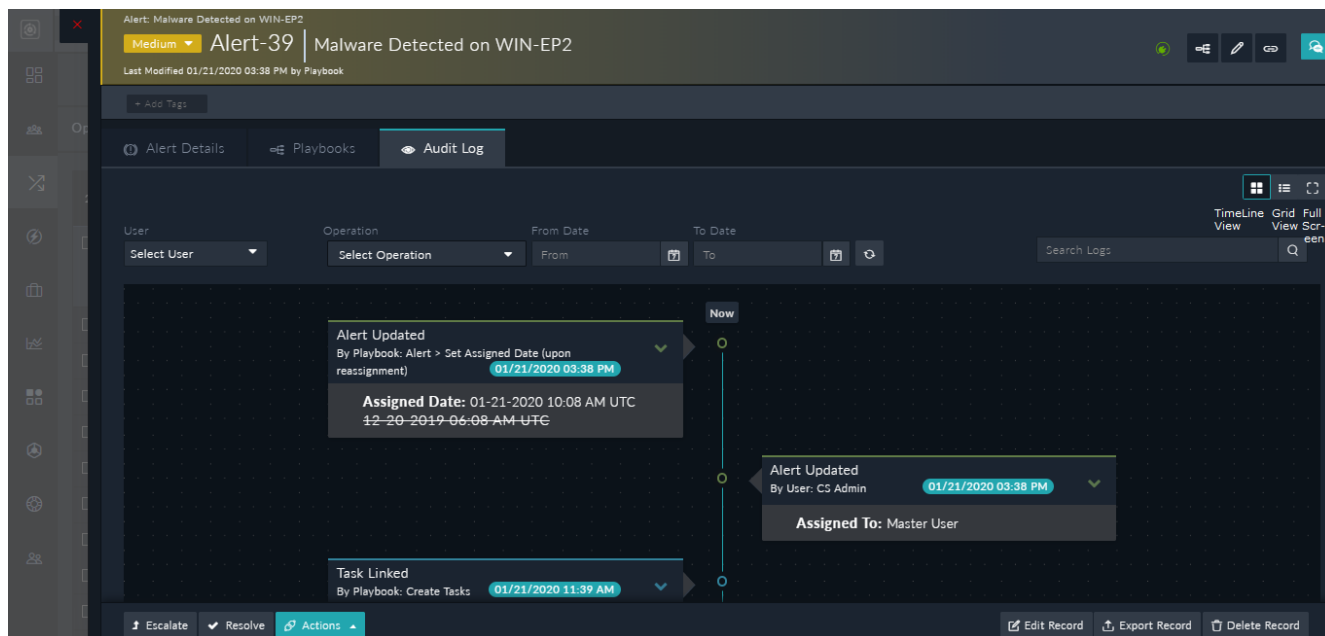 Alert: Malware Detected on WIN-EP2
Medium Alert-39 Malware Detected on WIN-EP2
Last Modified 01/21/2020 03:38 PM by Playbook
+ Add Tags
Op
Alert Details Playbooks Audit Log
TimeLine View Grid View Full Scr-een
User Operation From Date To Date
Select User Select Operation From To Search Logs
Now
Alert Updated
By Playbook: Alert > Set Assigned Date (upon
reassignment) 01/21/2020 03:38 PM
Assigned Date: 01-21-2020 10:08 AM UTC
12-20-2019 06:08 AM UTC
Alert Updated
By User: CS Admin 01/21/2020 03:38 PM
Assigned To: Master User
Task Linked
By Playbook: Create Tasks 01/21/2020 11:39 AM
Escalate Resolve Actions Edit Record Export Record Delete Record